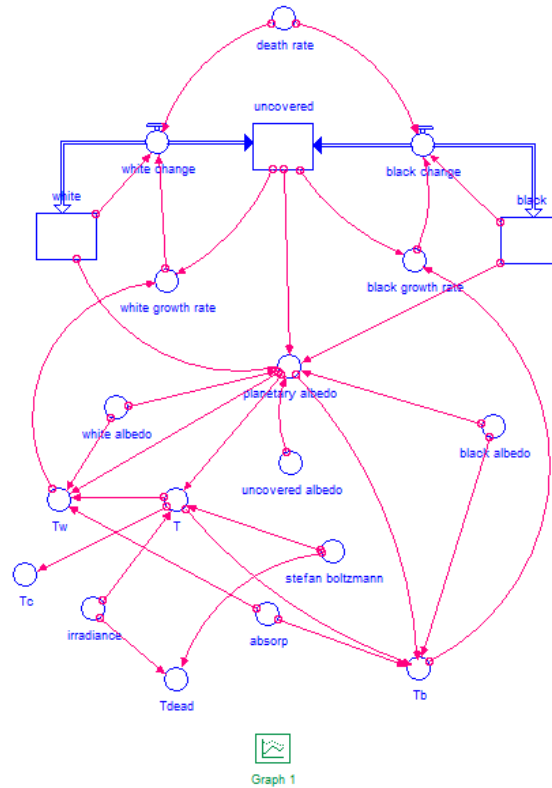 death rate
uncovered
white change
black change
white
black
white growth rate
black growth rate
planetary albedo
white albedo
black albedo
uncovered albedo
Tw
T
stefan boltzmann
Tc
irradiance
absorp
Tdead
Tb
Graph 1